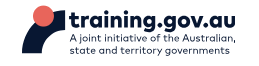 training.gov.au
A joint initiative of the Australian,
state and territory governments